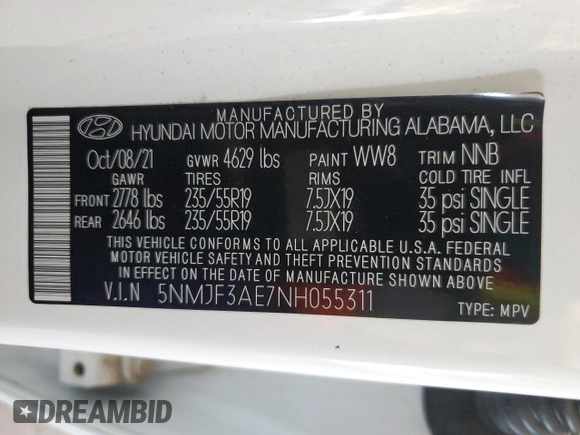 MANUFACTURED BY
HYUNDAI MOTOR MANUFACTURING ALABAMA, LLC
Oct/08/21 GVWR 4629 lbs PAINT WW8 TRIM NNB
GAWR TIRES RIMS COLD TIRE INFL
FRONT 2778 lbs 235/55R19 7.5JX19 35 psi SINGLE
REAR 2646 lbs 235/55R19 7.5JX19 35 psi SINGLE
THIS VEHICLE CONFORMS TO ALL APPLICABLE U.S.A. FEDERAL
MOTOR VEHICLE SAFETY AND THEFT PREVENTION STANDARDS
IN EFFECT ON THE DATE OF MANUFACTURE SHOWN ABOVE.
V.I.N 5NMJF3AE7NH055311 TYPE: MPV
DREAMBID